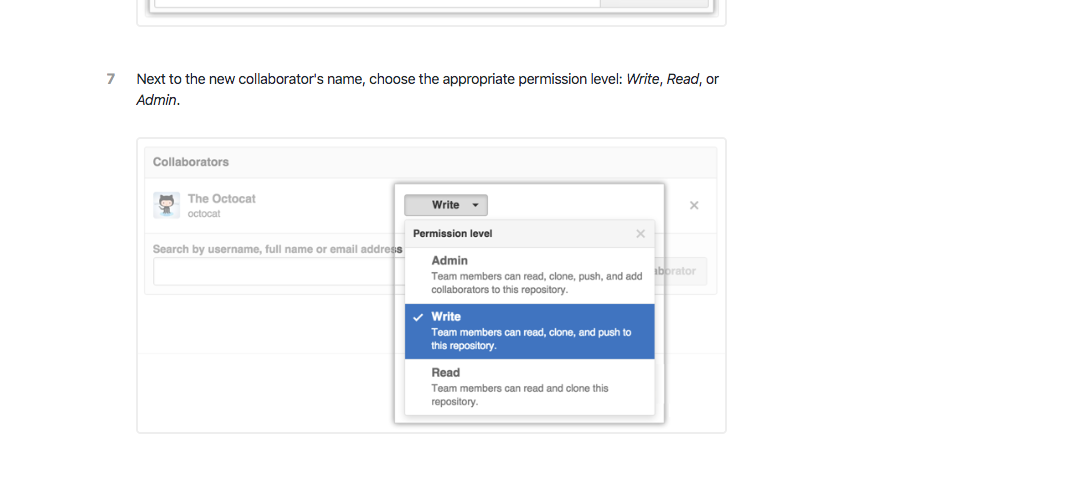 7 Next to the new collaborator's name, choose the appropriate permission level: Write, Read, or
Admin.
Collaborators
The Octocat
octocat
Write
Permission level
Search by username, full name or email address
Admin
Team members can read, clone, push, and add
collaborators to this repository.
Write
Team members can read, clone, and push to
this repository.
Read
Team members can read and clone this
repository.